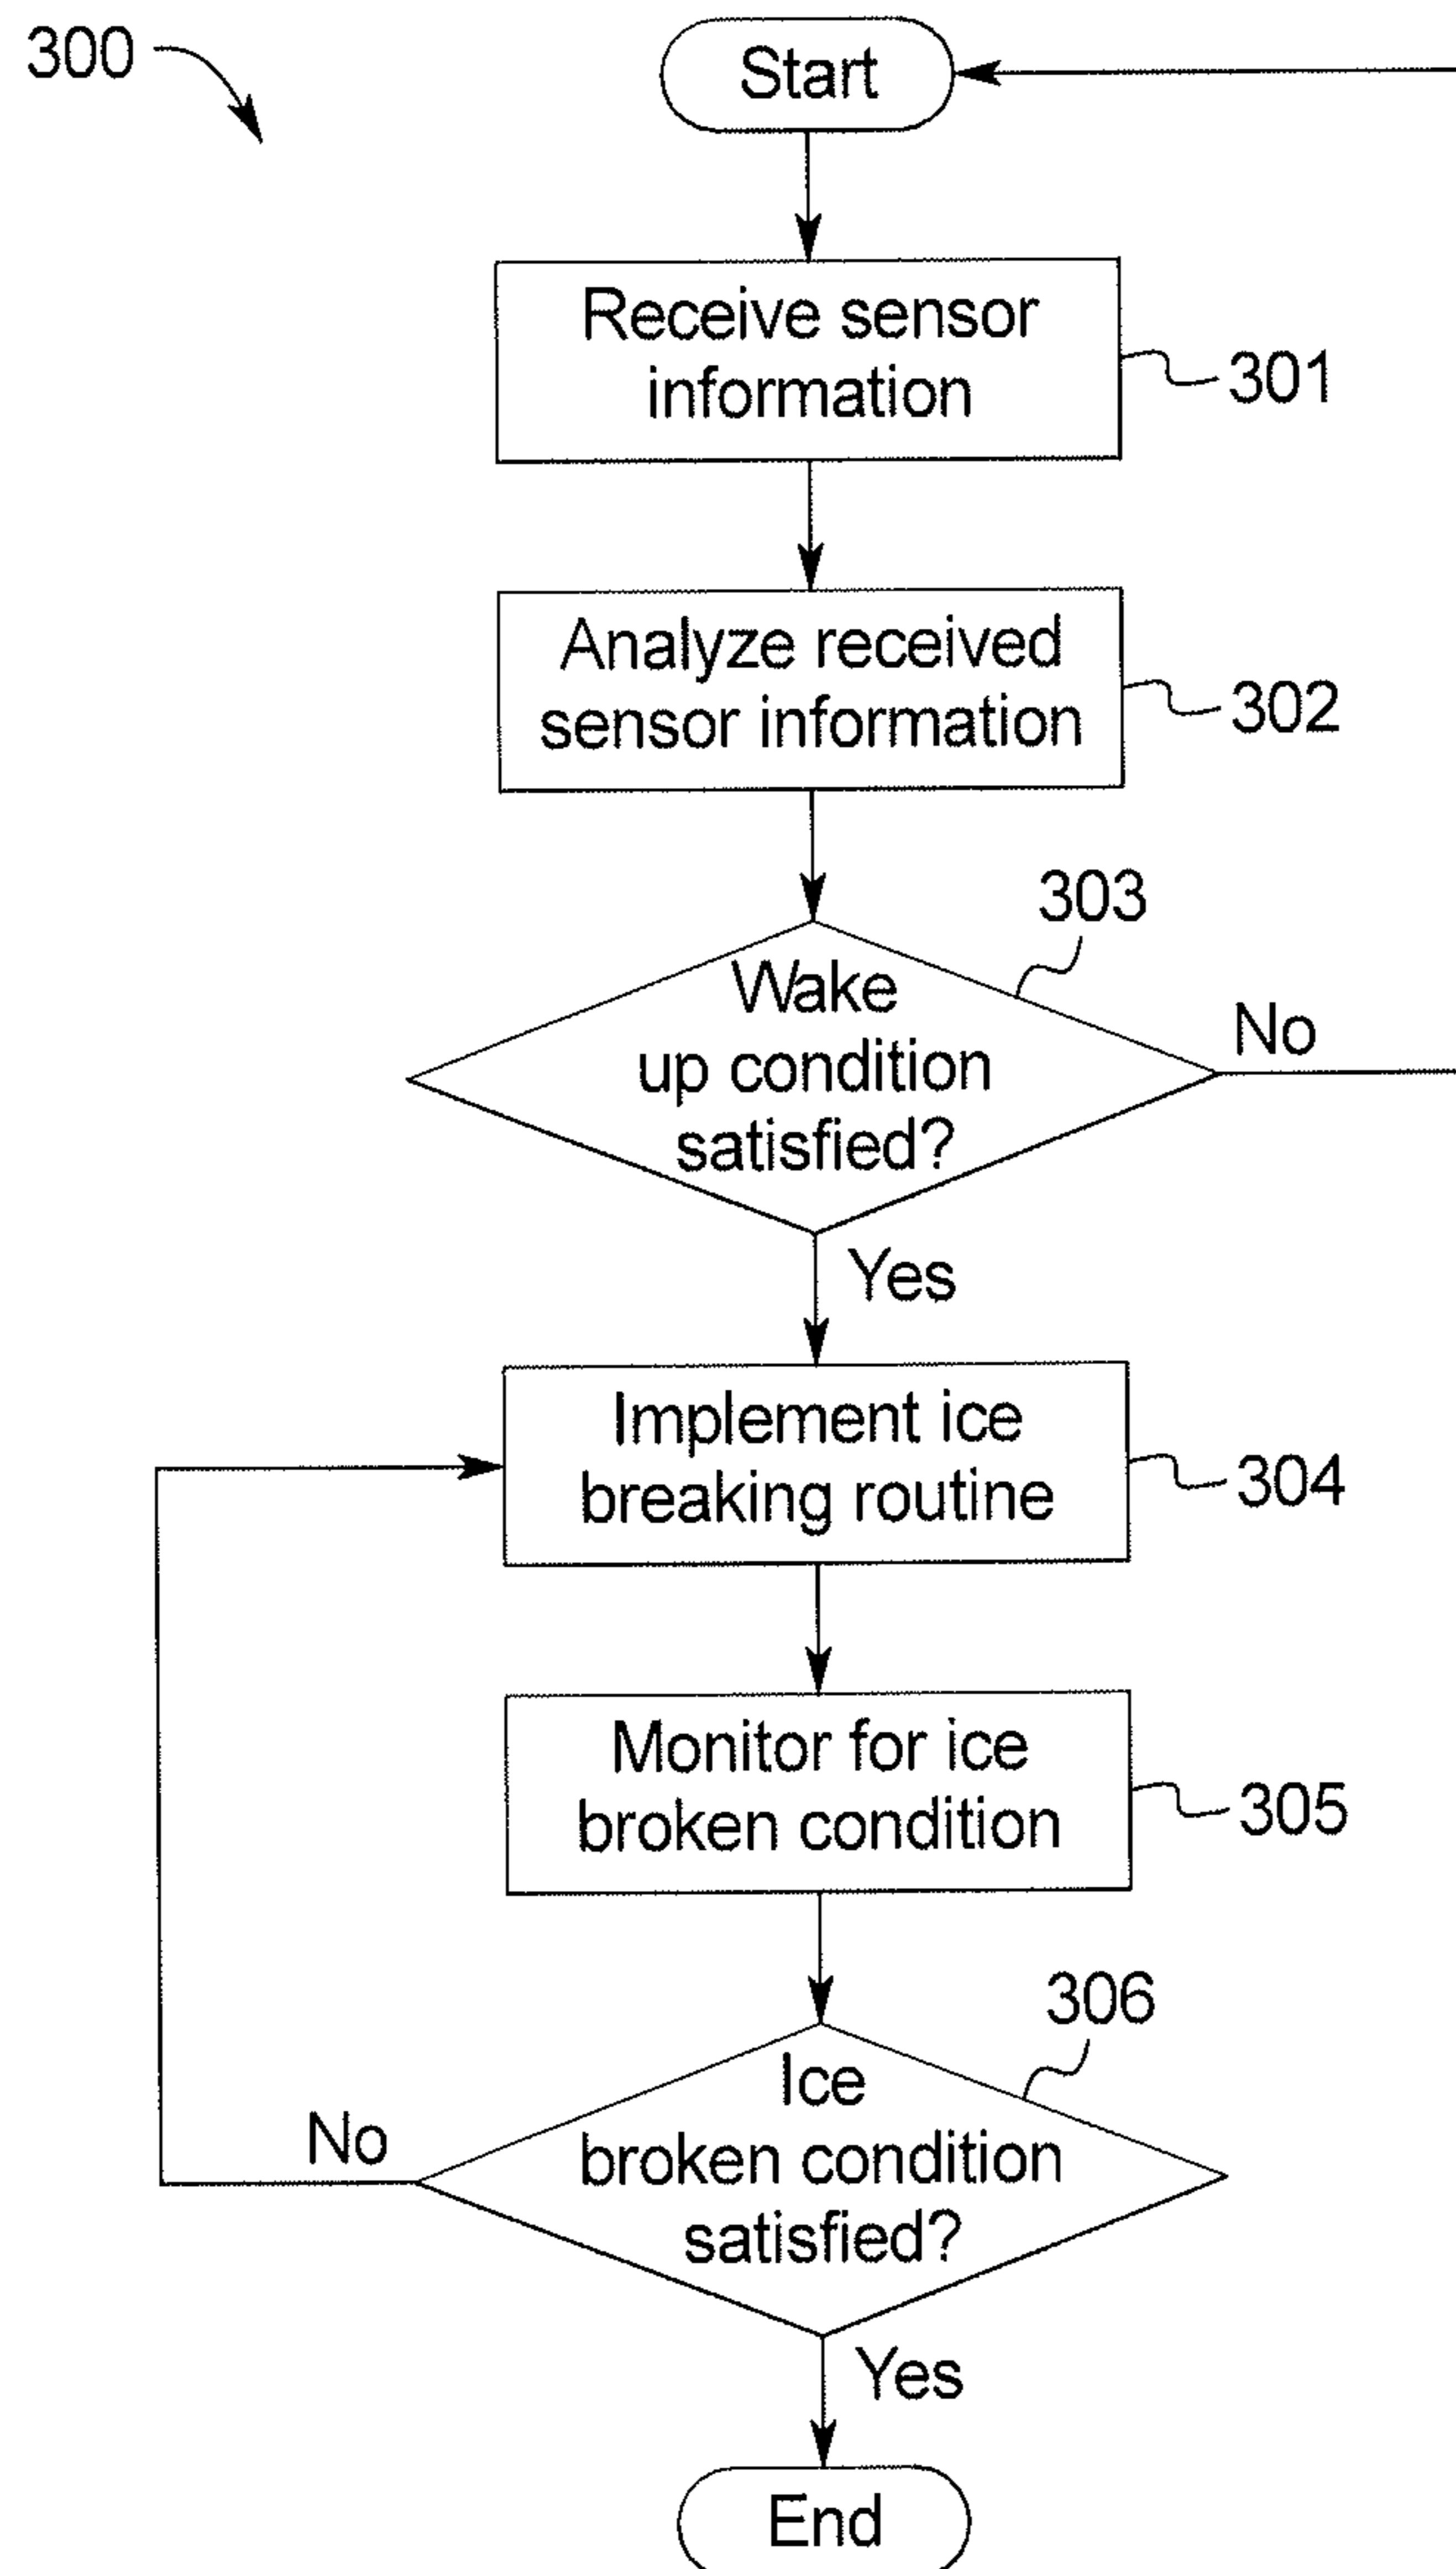 300
Start
Receive sensor
information
301
Analyze received
sensor information
302
303
Wake
up condition
satisfied?
No
Yes
Implement ice
breaking routine
304
Monitor for ice
broken condition
305
306
Ice
broken condition
satisfied?
No
Yes
End